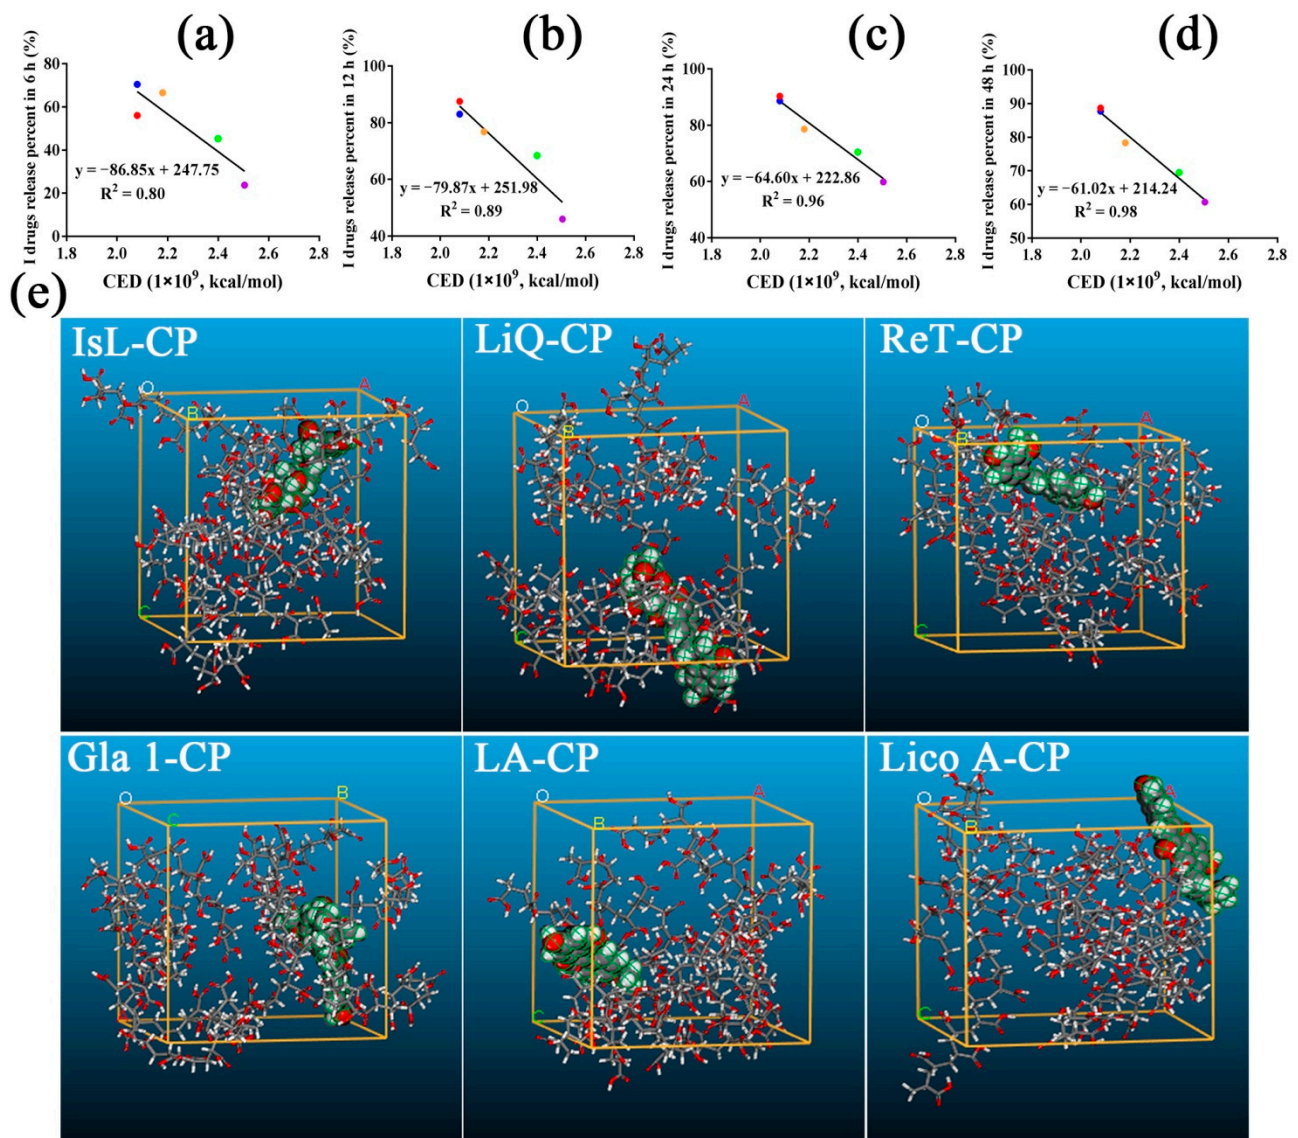 (a)
I drugs release percent in 6 h (%)
80
60
40
20
0
y = −86.85x + 247.75
R² = 0.80
1.8 2.0 2.2 2.4 2.6 2.8
CED (1×10⁹, kcal/mol)
(b)
I drugs release percent in 12 h (%)
100
80
60
40
y = −79.87x + 251.98
R² = 0.89
1.8 2.0 2.2 2.4 2.6 2.8
CED (1×10⁹, kcal/mol)
(c)
I drugs release percent in 24 h (%)
100
80
60
40
y = −64.60x + 222.86
R² = 0.96
1.8 2.0 2.2 2.4 2.6 2.8
CED (1×10⁹, kcal/mol)
(d)
I drugs release percent in 48 h (%)
100
90
80
70
60
50
y = −61.02x + 214.24
R² = 0.98
1.8 2.0 2.2 2.4 2.6 2.8
CED (1×10⁹, kcal/mol)
(e)
IsL-CP
O
A
B
C
LiQ-CP
O
A
B
C
ReT-CP
O
A
B
C
Gla 1-CP
O
B
C
LA-CP
O
A
B
C
Lico A-CP
O
A
B
C